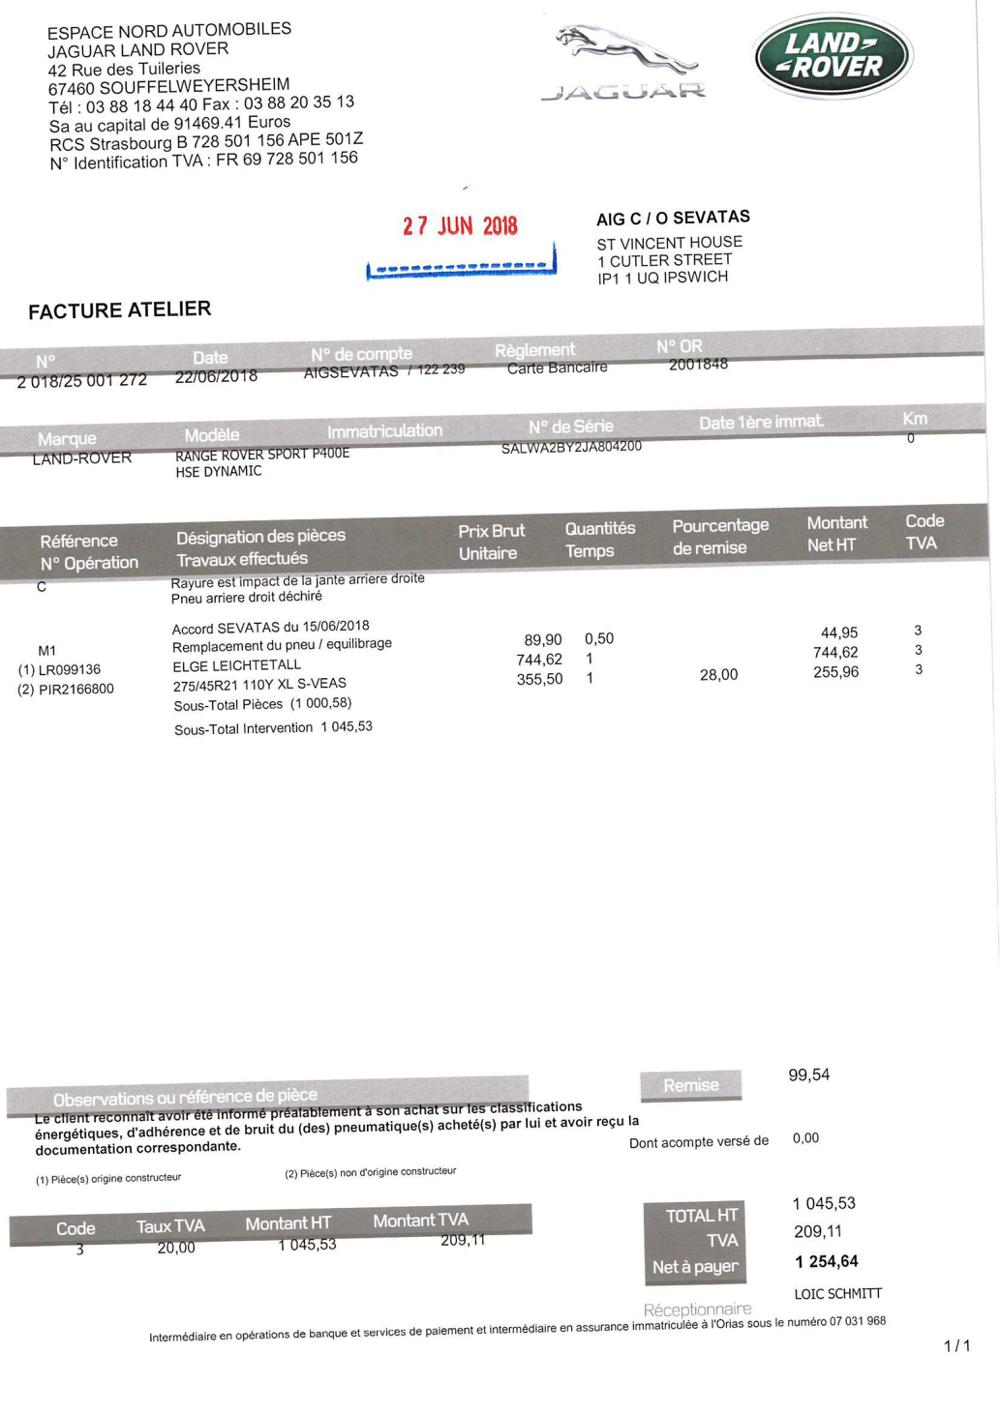 ESPACE NORD AUTOMOBILES
JAGUAR LAND ROVER
42 Rue des Tuileries
67460 SOUFFELWEYERSHEIM
Tél : 03 88 18 44 40 Fax : 03 88 20 35 13
Sa au capital de 91469.41 Euros
RCS Strasbourg B 728 501 156 APE 501Z
N° Identification TVA : FR 69 728 501 156
JAGUAR
LAND-
-ROVER
27 JUN 2018
AIG C / O SEVATAS
ST VINCENT HOUSE
1 CUTLER STREET
IP1 1 UQ IPSWICH
FACTURE ATELIER
N° Date N° de compte Règlement N° OR
2 018/25 001 272 22/06/2018 AIGSEVATAS / 122 239 Carte Bancaire 2001848
Marque Modèle Immatriculation N° de Série Date 1ère immat. Km
LAND-ROVER RANGE ROVER SPORT P400E SALWA2BY2JA804200 0
HSE DYNAMIC
Référence Désignation des pièces Prix Brut Quantités Pourcentage Montant Code
N° Opération Travaux effectués Unitaire Temps de remise Net HT TVA
C Rayure est impact de la jante arriere droite
Pneu arriere droit déchiré
Accord SEVATAS du 15/06/2018
M1 Remplacement du pneu / equilibrage 89,90 0,50 44,95 3
(1) LR099136 ELGE LEICHTETALL 744,62 1 744,62 3
(2) PIR2166800 275/45R21 110Y XL S-VEAS 355,50 1 28,00 255,96 3
Sous-Total Pièces (1 000,58)
Sous-Total Intervention 1 045,53
Observations ou référence de pièce
Le client reconnaît avoir été informé préalablement à son achat sur les classifications
énergétiques, d'adhérence et de bruit du (des) pneumatique(s) acheté(s) par lui et avoir reçu la
documentation correspondante.
(1) Pièce(s) origine constructeur (2) Pièce(s) non d'origine constructeur
Remise 99,54
Dont acompte versé de 0,00
Code Taux TVA Montant HT Montant TVA
3 20,00 1 045,53 209,11
TOTAL HT 1 045,53
TVA 209,11
Net à payer 1 254,64
Réceptionnaire LOIC SCHMITT
Intermédiaire en opérations de banque et services de paiement et intermédiaire en assurance immatriculée à l'Orias sous le numéro 07 031 968
1 / 1